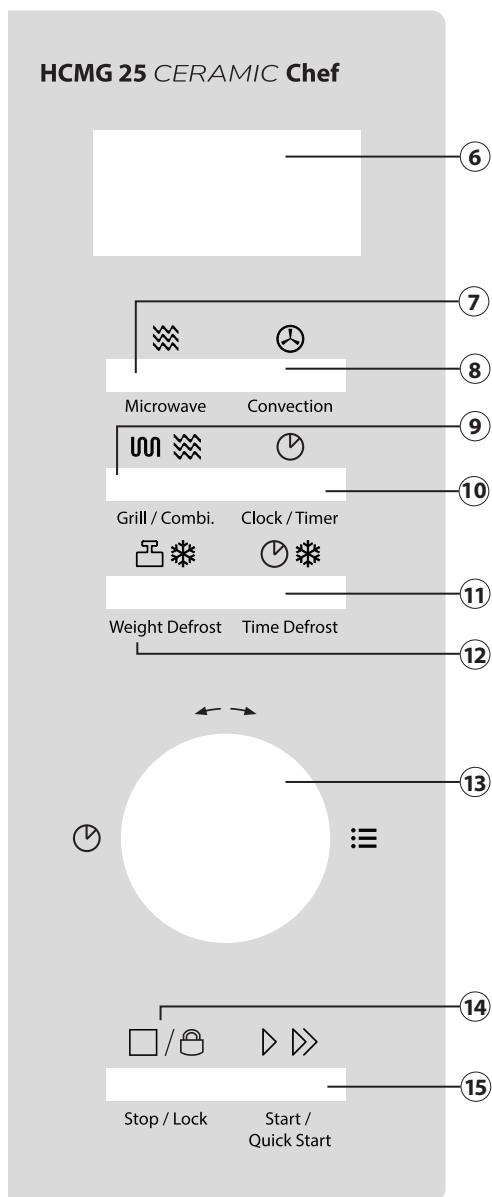 HCMG 25 CERAMIC Chef
6
7
8
Microwave Convection
9
10
Grill / Combi. Clock / Timer
11
Weight Defrost Time Defrost
12
13
14
15
Stop / Lock Start /
Quick Start